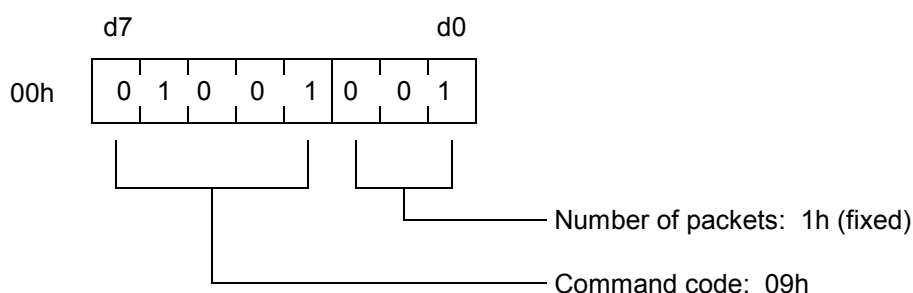 d7 d0
00h 0 1 0 0 1 0 0 1
Number of packets: 1h (fixed)
Command code: 09h